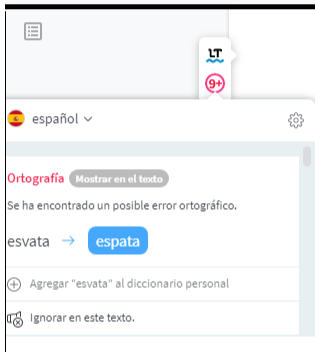 LT
9+
español
Ortografía Mostrar en el texto
Se ha encontrado un posible error ortográfico.
esvata → espata
Agregar "esvata" al diccionario personal
Ignorar en este texto.